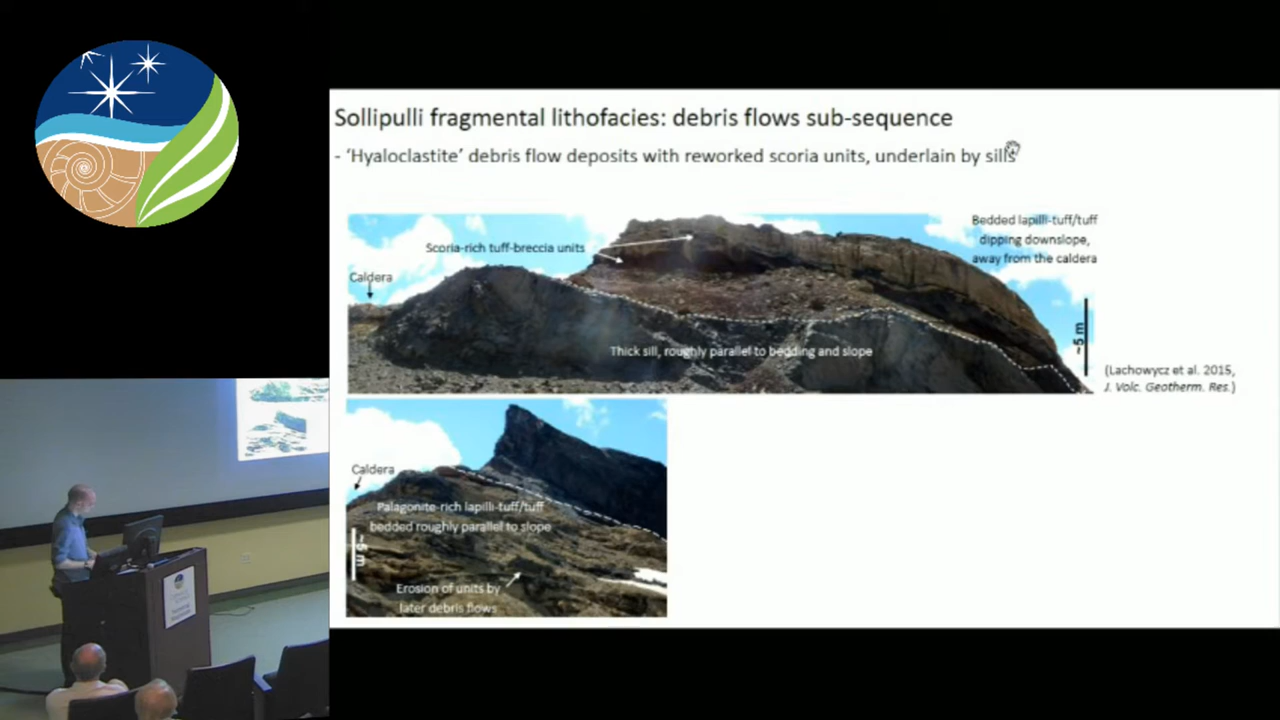 Sollipulli fragmental lithofacies: debris flows sub-sequence
- ‘Hyaloclastite’ debris flow deposits with reworked scoria units, underlain by sills
Scoria-rich tuff-breccia units
Bedded lapilli-tuff/tuff
dipping downslope,
away from the caldera
Caldera
Thick sill, roughly parallel to bedding and slope
~5 m
(Lachowycz et al. 2015,
J. Volc. Geotherm. Res.)
Caldera
Palagonite-rich lapilli-tuff/tuff
bedded roughly parallel to slope
~5 m
Erosion of units by
later debris flows